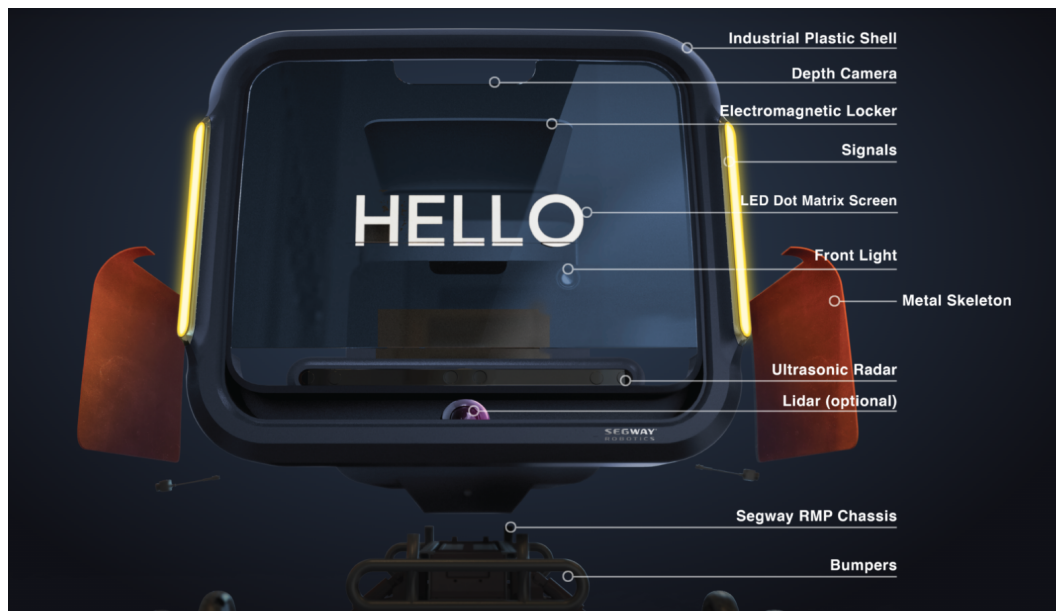 Industrial Plastic Shell
Depth Camera
Electromagnetic Locker
Signals
HELLO
LED Dot Matrix Screen
Front Light
Metal Skeleton
Ultrasonic Radar
Lidar (optional)
SEGWAY
ROBOTICS
Segway RMP Chassis
Bumpers